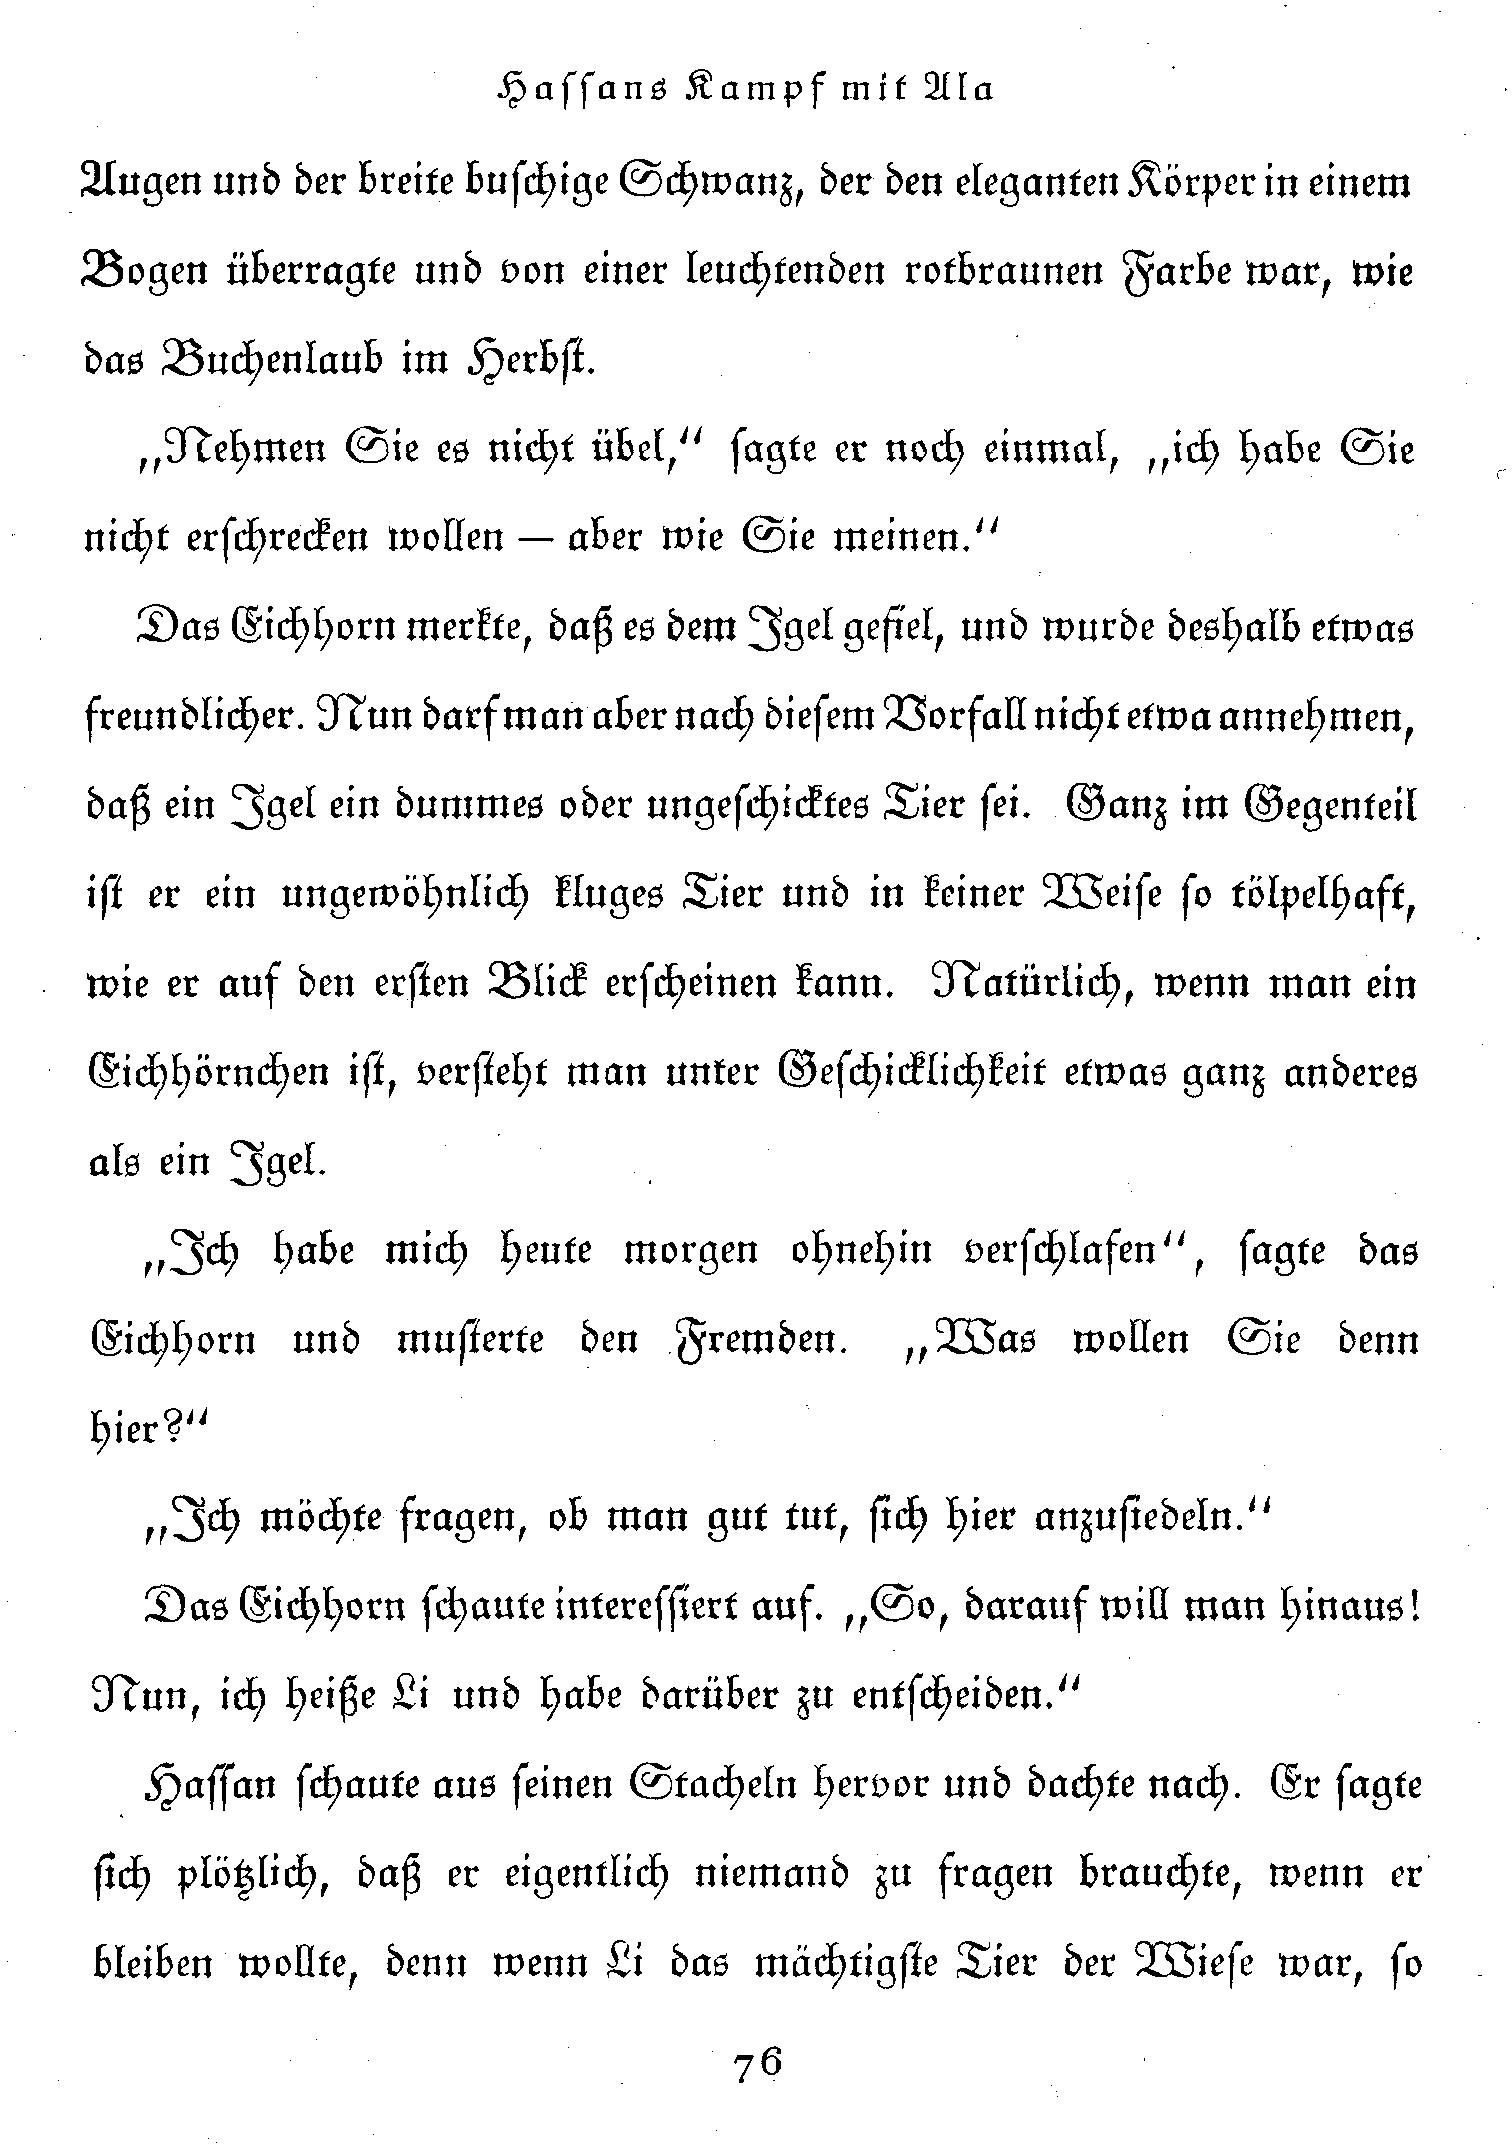 Hassans Kampf mit Ala
Augen und der breite buschige Schwanz, der den eleganten Körper in einem
Bogen überragte und von einer leuchtenden rotbraunen Farbe war, wie
das Buchenlaub im Herbst.
„Nehmen Sie es nicht übel,“ sagte er noch einmal, „ich habe Sie
nicht erschrecken wollen — aber wie Sie meinen.“
Das Eichhorn merkte, daß es dem Igel gefiel, und wurde deshalb etwas
freundlicher. Nun darf man aber nach diesem Vorfall nicht etwa annehmen,
daß ein Igel ein dummes oder ungeschicktes Tier sei. Ganz im Gegenteil
ist er ein ungewöhnlich kluges Tier und in keiner Weise so tölpelhaft,
wie er auf den ersten Blick erscheinen kann. Natürlich, wenn man ein
Eichhörnchen ist, versteht man unter Geschicklichkeit etwas ganz anderes
als ein Igel.
„Ich habe mich heute morgen ohnehin verschlafen“, sagte das
Eichhorn und musterte den Fremden. „Was wollen Sie denn
hier?“
„Ich möchte fragen, ob man gut tut, sich hier anzusiedeln.“
Das Eichhorn schaute interessiert auf. „So, darauf will man hinaus!
Nun, ich heiße Li und habe darüber zu entscheiden.“
Hassan schaute aus seinen Stacheln hervor und dachte nach. Er sagte
sich plötzlich, daß er eigentlich niemand zu fragen brauchte, wenn er
bleiben wollte, denn wenn Li das mächtigste Tier der Wiese war, so
76